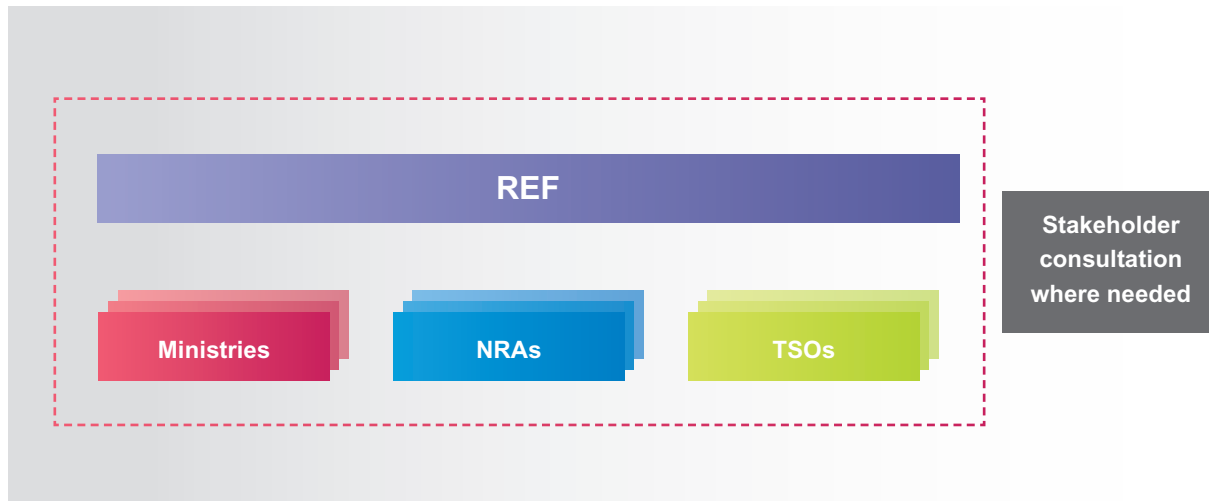 REF
Stakeholder
consultation
where needed
Ministries
NRAs
TSOs